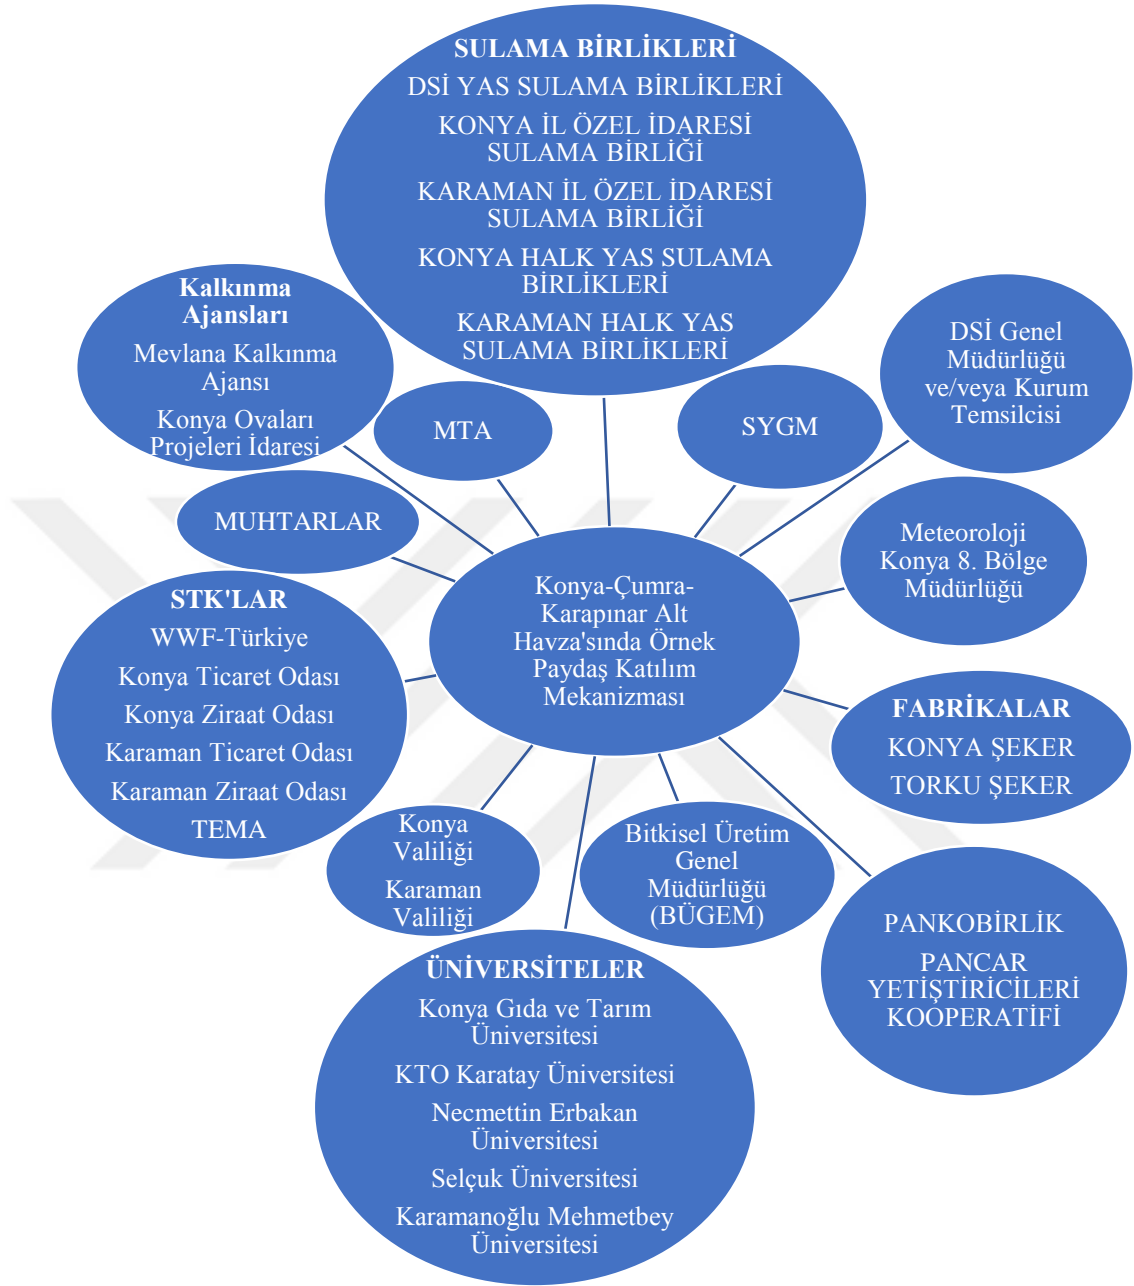 SULAMA BİRLİKLERİ
DSİ YAS SULAMA BİRLİKLERİ
KONYA İL ÖZEL İDARESİ
SULAMA BİRLİĞİ
KARAMAN İL ÖZEL İDARESİ
SULAMA BİRLİĞİ
KONYA HALK YAS SULAMA
BİRLİKLERİ
KARAMAN HALK YAS
SULAMA BİRLİKLERİ
Kalkınma
Ajansları
Mevlana Kalkınma
Ajansı
Konya Ovaları
Projeleri İdaresi
MTA
SYGM
DSİ Genel
Müdürlüğü
ve/veya Kurum
Temsilcisi
MUHTARLAR
Meteoroloji
Konya 8. Bölge
Müdürlüğü
Konya-Çumra-
Karapınar Alt
Havza'sında Örnek
Paydaş Katılım
Mekanizması
STK'LAR
WWF-Türkiye
Konya Ticaret Odası
Konya Ziraat Odası
Karaman Ticaret Odası
Karaman Ziraat Odası
TEMA
FABRİKALAR
KONYA ŞEKER
TORKU ŞEKER
Konya
Valiliği
Karaman
Valiliği
Bitkisel Üretim
Genel
Müdürlüğü
(BÜGEM)
PANKOBİRLİK
PANCAR
YETİŞTİRİCİLERİ
KOOPERATİFİ
ÜNİVERSİTELER
Konya Gıda ve Tarım
Üniversitesi
KTO Karatay Üniversitesi
Necmettin Erbakan
Üniversitesi
Selçuk Üniversitesi
Karamanoğlu Mehmetbey
Üniversitesi